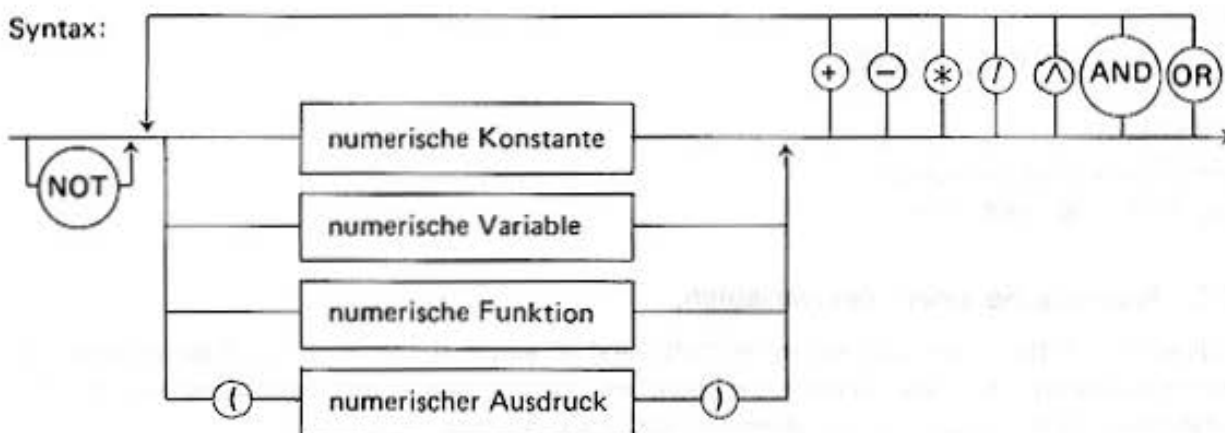 Syntax:
+ − * / ∧ AND OR
numerische Konstante
NOT
numerische Variable
numerische Funktion
( numerischer Ausdruck )